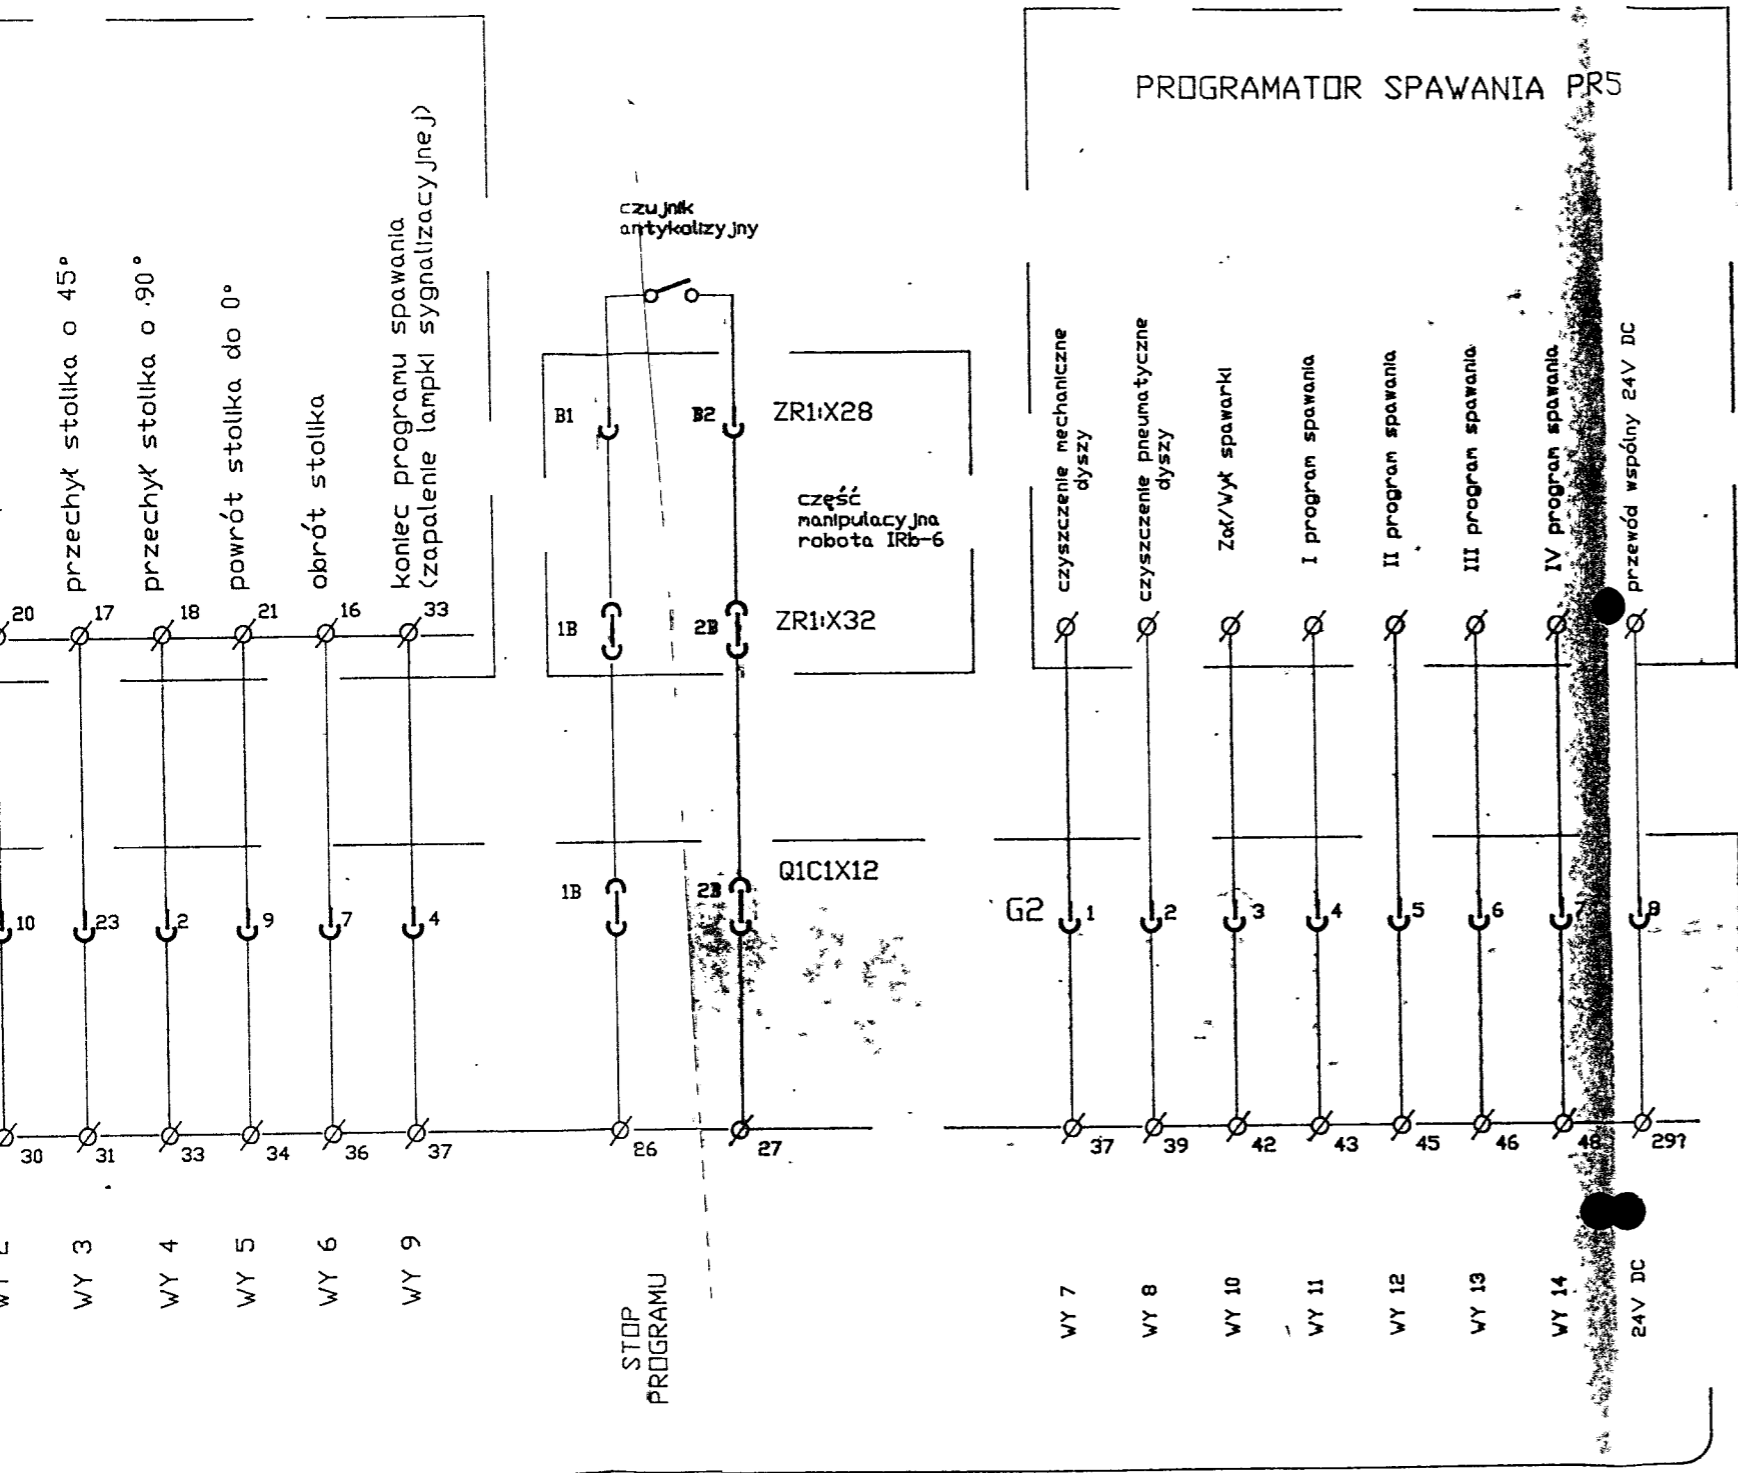 PROGRAMATOR SPAWANIA PR5
przechył stolika o 45°
przechył stolika o 90°
powrót stolika do 0°
obrót stolika
koniec programu spawania
(zapalenie lampki sygnalizacyjnej)
czujnik
antykolizyjny
B1
B2
ZR1:X28
część
manipulacyjna
robota IRb-6
1B
2B
ZR1:X32
czyszczenie mechaniczne
dyszy
czyszczenie pneumatyczne
dyszy
Zał/Wył spawarki
I program spawania
II program spawania
III program spawania
IV program spawania
przewód wspólny 24V DC
20
17
18
21
16
33
1B
2B
Q1C1X12
G2
10
23
2
9
7
4
1
2
3
4
5
6
7
8
30
31
33
34
36
37
26
27
37
39
42
43
45
46
48
29?
WY 2
WY 3
WY 4
WY 5
WY 6
WY 9
STOP
PROGRAMU
WY 7
WY 8
WY 10
WY 11
WY 12
WY 13
WY 14
24V DC